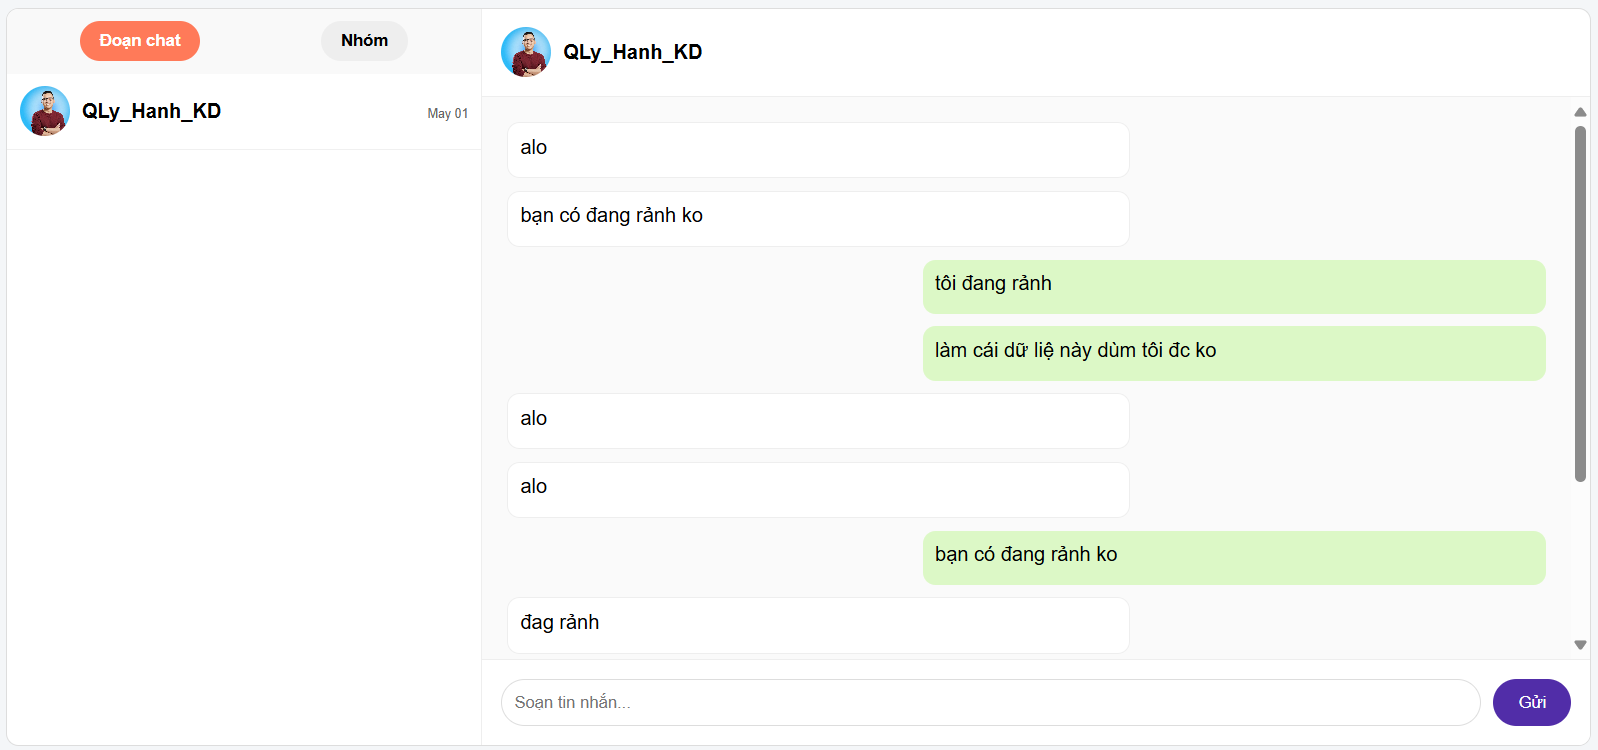 Đoạn chat
Nhóm
QLy_Hanh_KD
May 01
QLy_Hanh_KD
alo
bạn có đang rảnh ko
tôi đang rảnh
làm cái dữ liệ này dùm tôi đc ko
alo
alo
bạn có đang rảnh ko
đag rảnh
Soạn tin nhắn...
Gửi